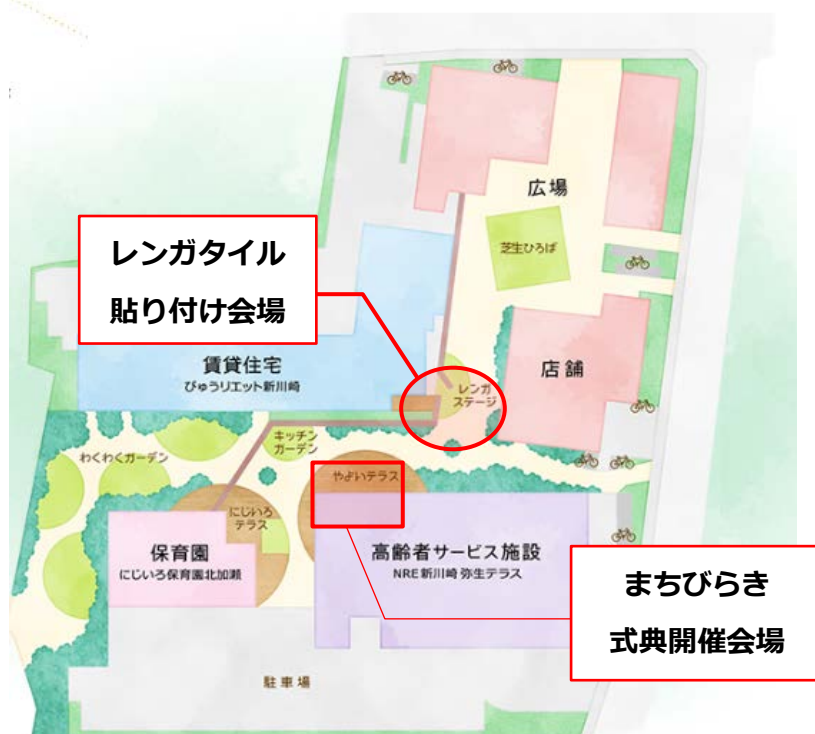 広場
芝生ひろば
レンガタイル
貼り付け会場
賃貸住宅
びゅうリエット新川崎
店舗
レンガ
ステージ
キッチン
ガーデン
わくわくガーデン
やよいテラス
にじいろ
テラス
保育園
にじいろ保育園北加瀬
高齢者サービス施設
NRE新川崎 弥生テラス
まちびらき
式典開催会場
駐車場